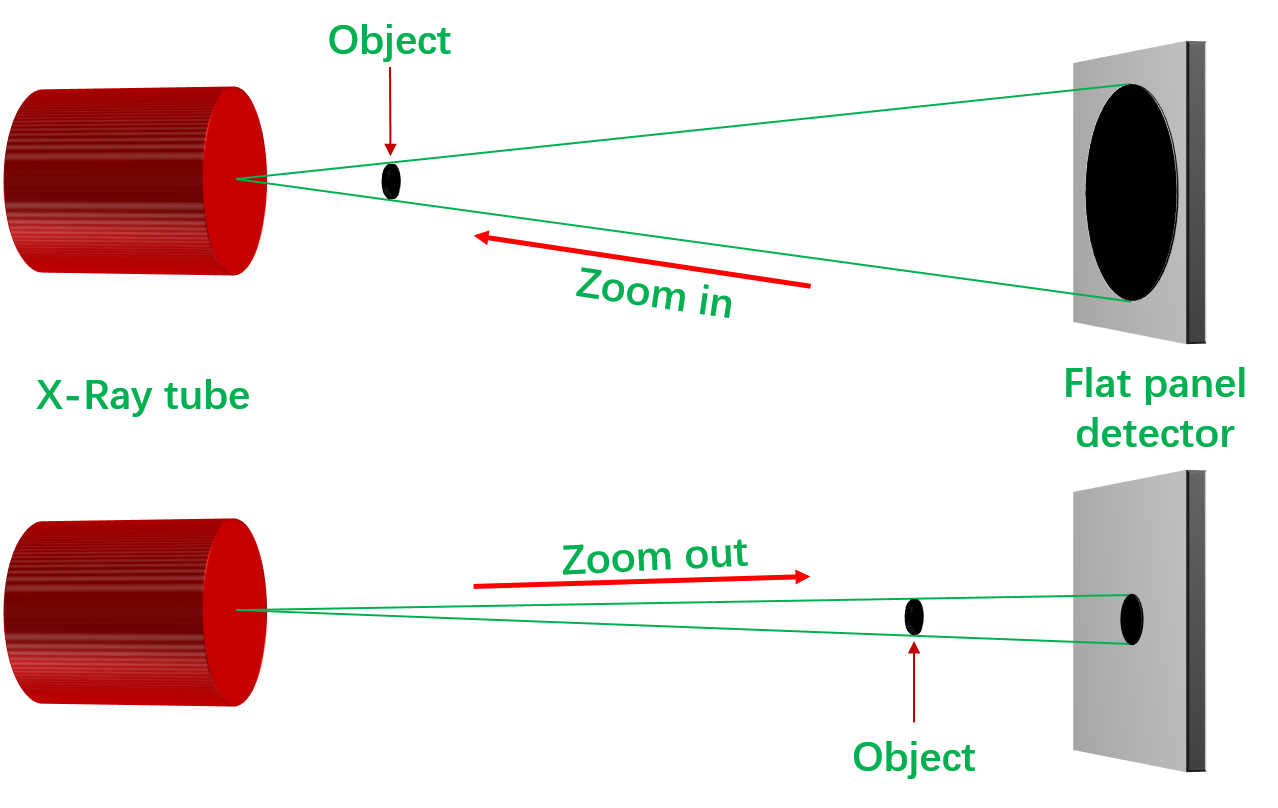 Object
Zoom in
X-Ray tube
Flat panel
detector
Zoom out
Object